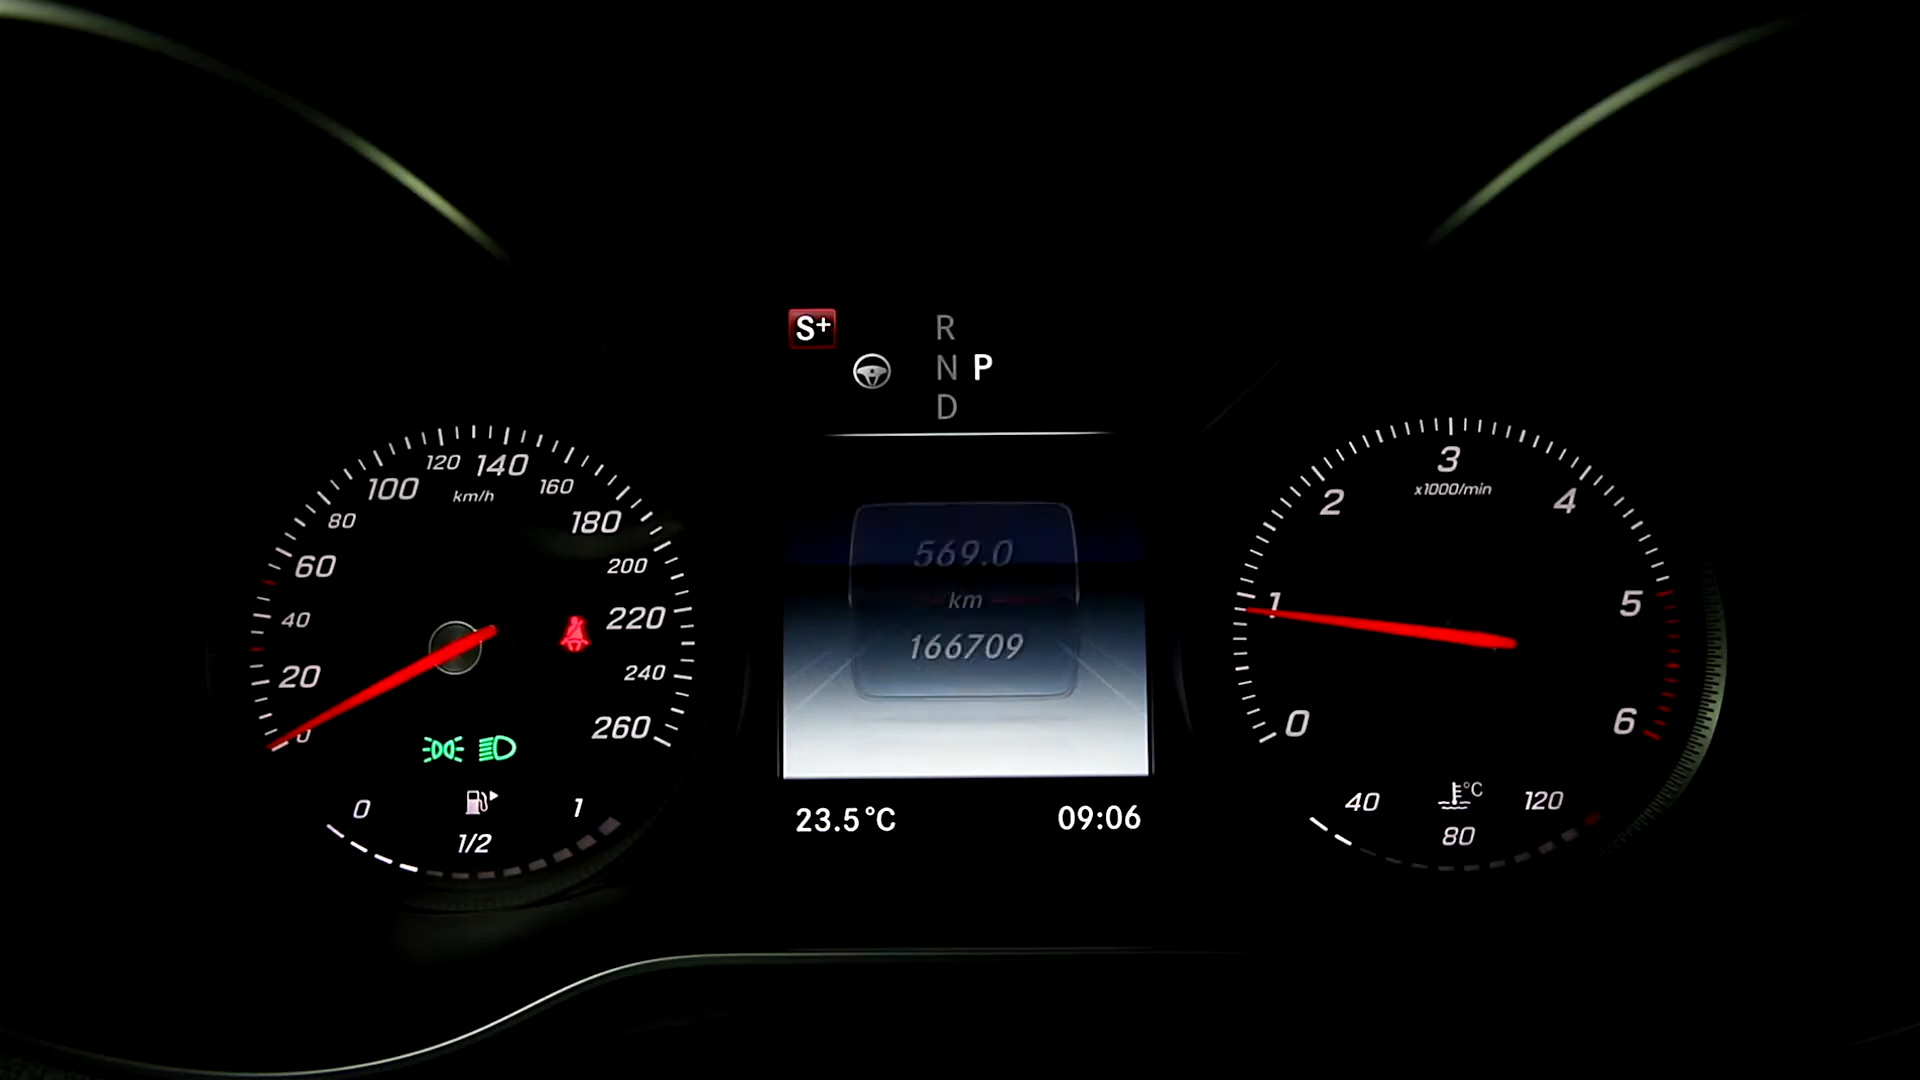 S+
R
N P
D
120 140
100 160
km/h
80 180
60 200
40 220
20 240
0 260
0 1
1/2
569.0
km
166709
23.5°C 09:06
3
x1000/min
2 4
1 5
0 6
°C
40 120
80